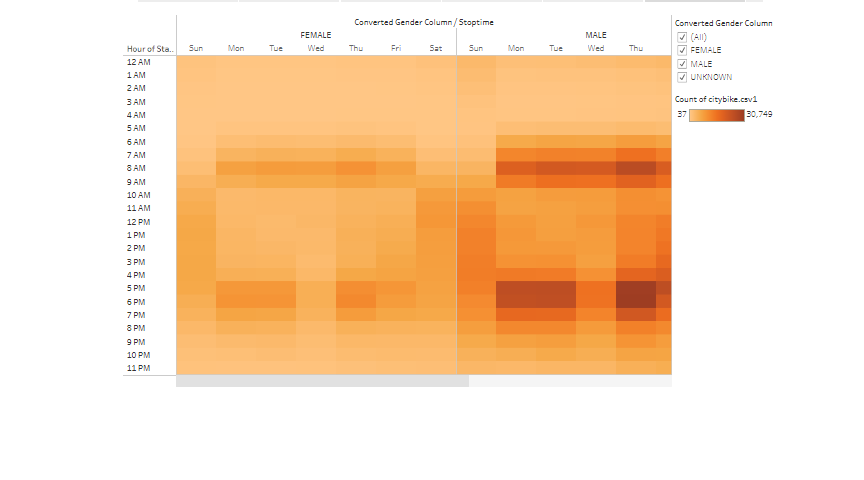 Converted Gender Column / Stoptime
FEMALE MALE
Hour of Sta.. Sun Mon Tue Wed Thu Fri Sat Sun Mon Tue Wed Thu
12 AM
1 AM
2 AM
3 AM
4 AM
5 AM
6 AM
7 AM
8 AM
9 AM
10 AM
11 AM
12 PM
1 PM
2 PM
3 PM
4 PM
5 PM
6 PM
7 PM
8 PM
9 PM
10 PM
11 PM
Converted Gender Column
(All)
FEMALE
MALE
UNKNOWN
Count of citybike.csv1
37 30,749